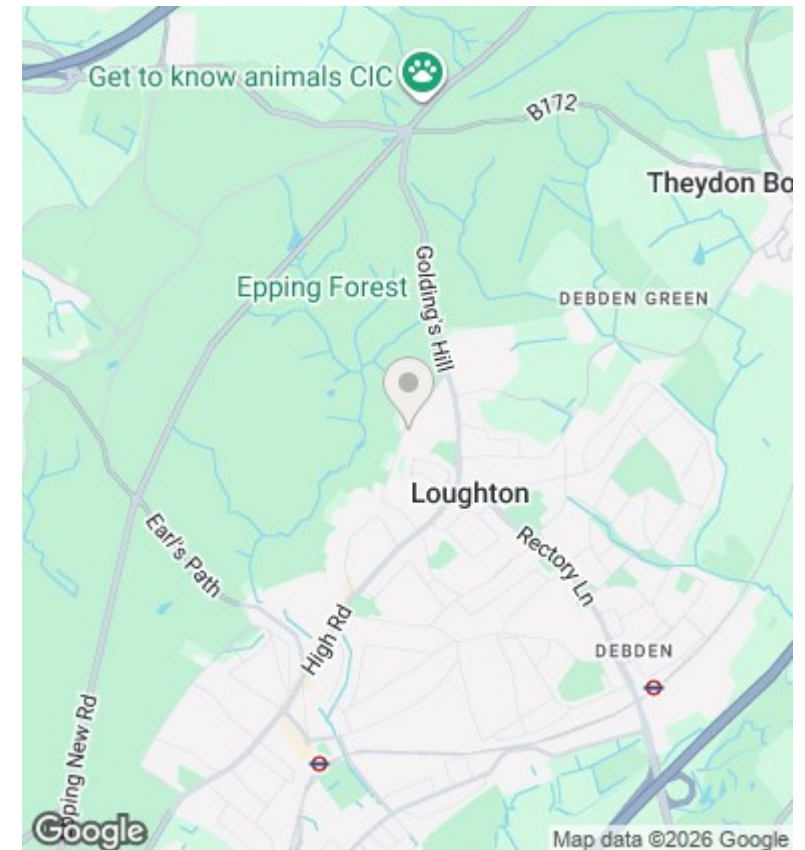 Get to know animals CIC
B172
Theydon Bo
Golding's Hill
Epping Forest
DEBDEN GREEN
Loughton
Earl's Path
Rectory Ln
High Rd
DEBDEN
pping New Rd
Google
Map data ©2026 Google